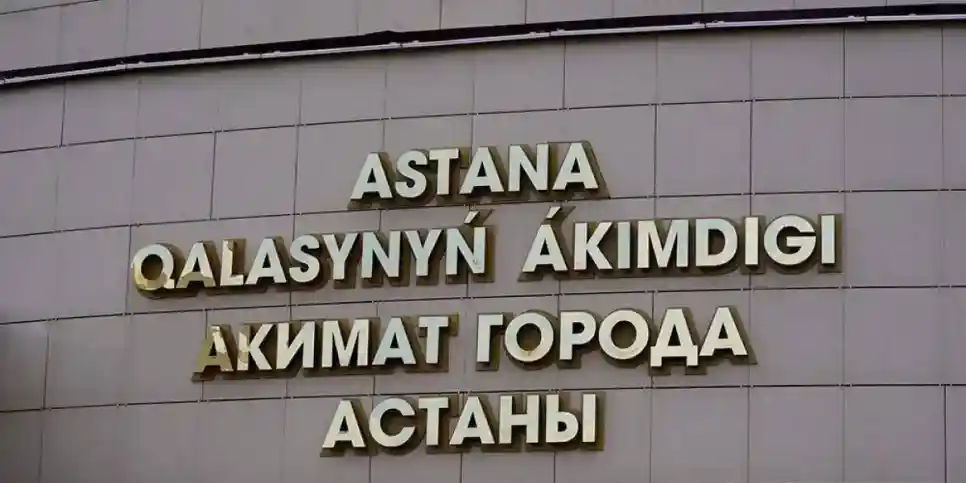 ASTANA
QALASYNYŃ ÁKIMDIGI
АКИМАТ ГОРОДА
АСТАНЫ